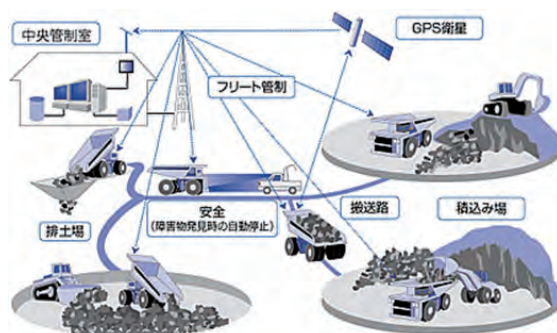 中央管制室
GPS衛星
フリート管制
安全
(障害物発見時の自動停止)
搬送路
積込み場
排土場